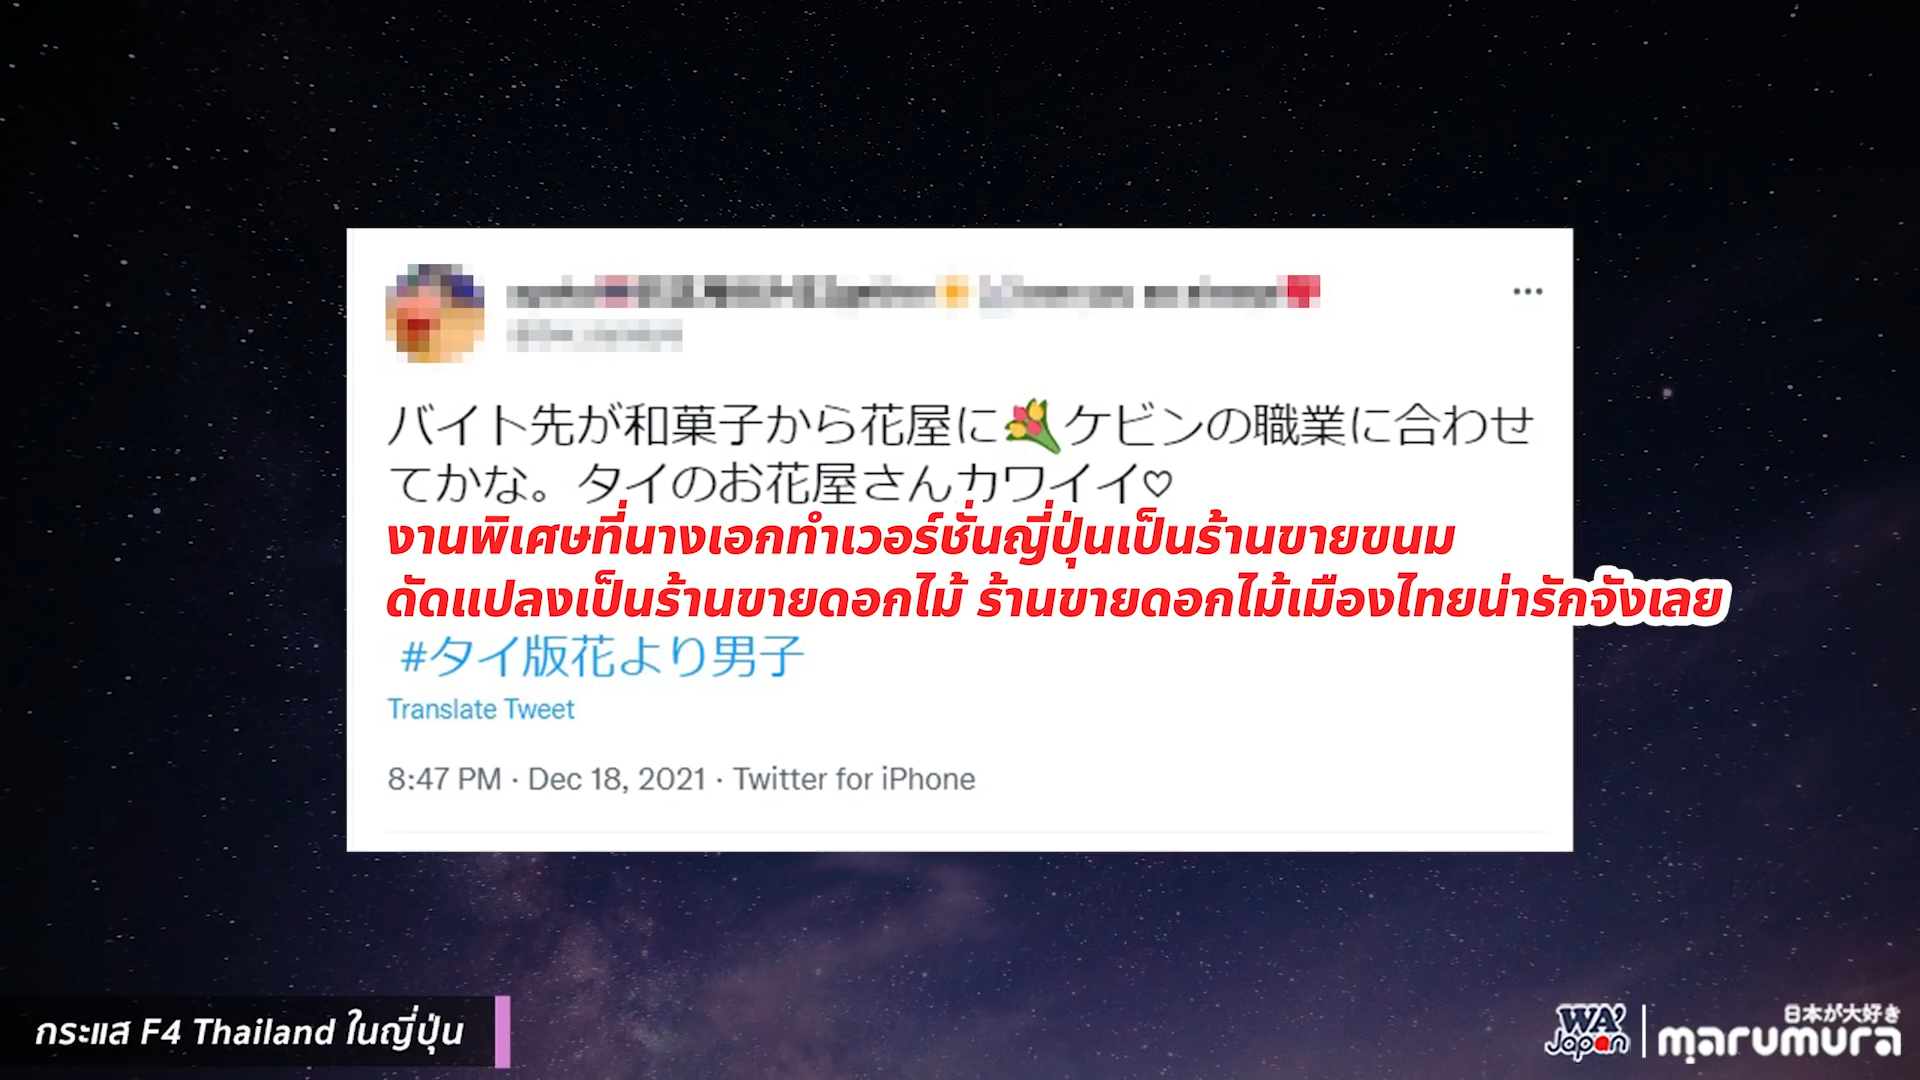 バイト先が和菓子から花屋に💐ケビンの職業に合わせ
てかな。タイのお花屋さんカワイイ♡
งานพิเศษที่นางเอกทำเวอร์ชั่นญี่ปุ่นเป็นร้านขายขนม
ดัดแปลงเป็นร้านขายดอกไม้ ร้านขายดอกไม้เมืองไทยน่ารักจังเลย
#タイ版花より男子
Translate Tweet
8:47 PM · Dec 18, 2021 · Twitter for iPhone
กระแส F4 Thailand ในญี่ปุ่น
WA' Japan
日本が大好き
marumura